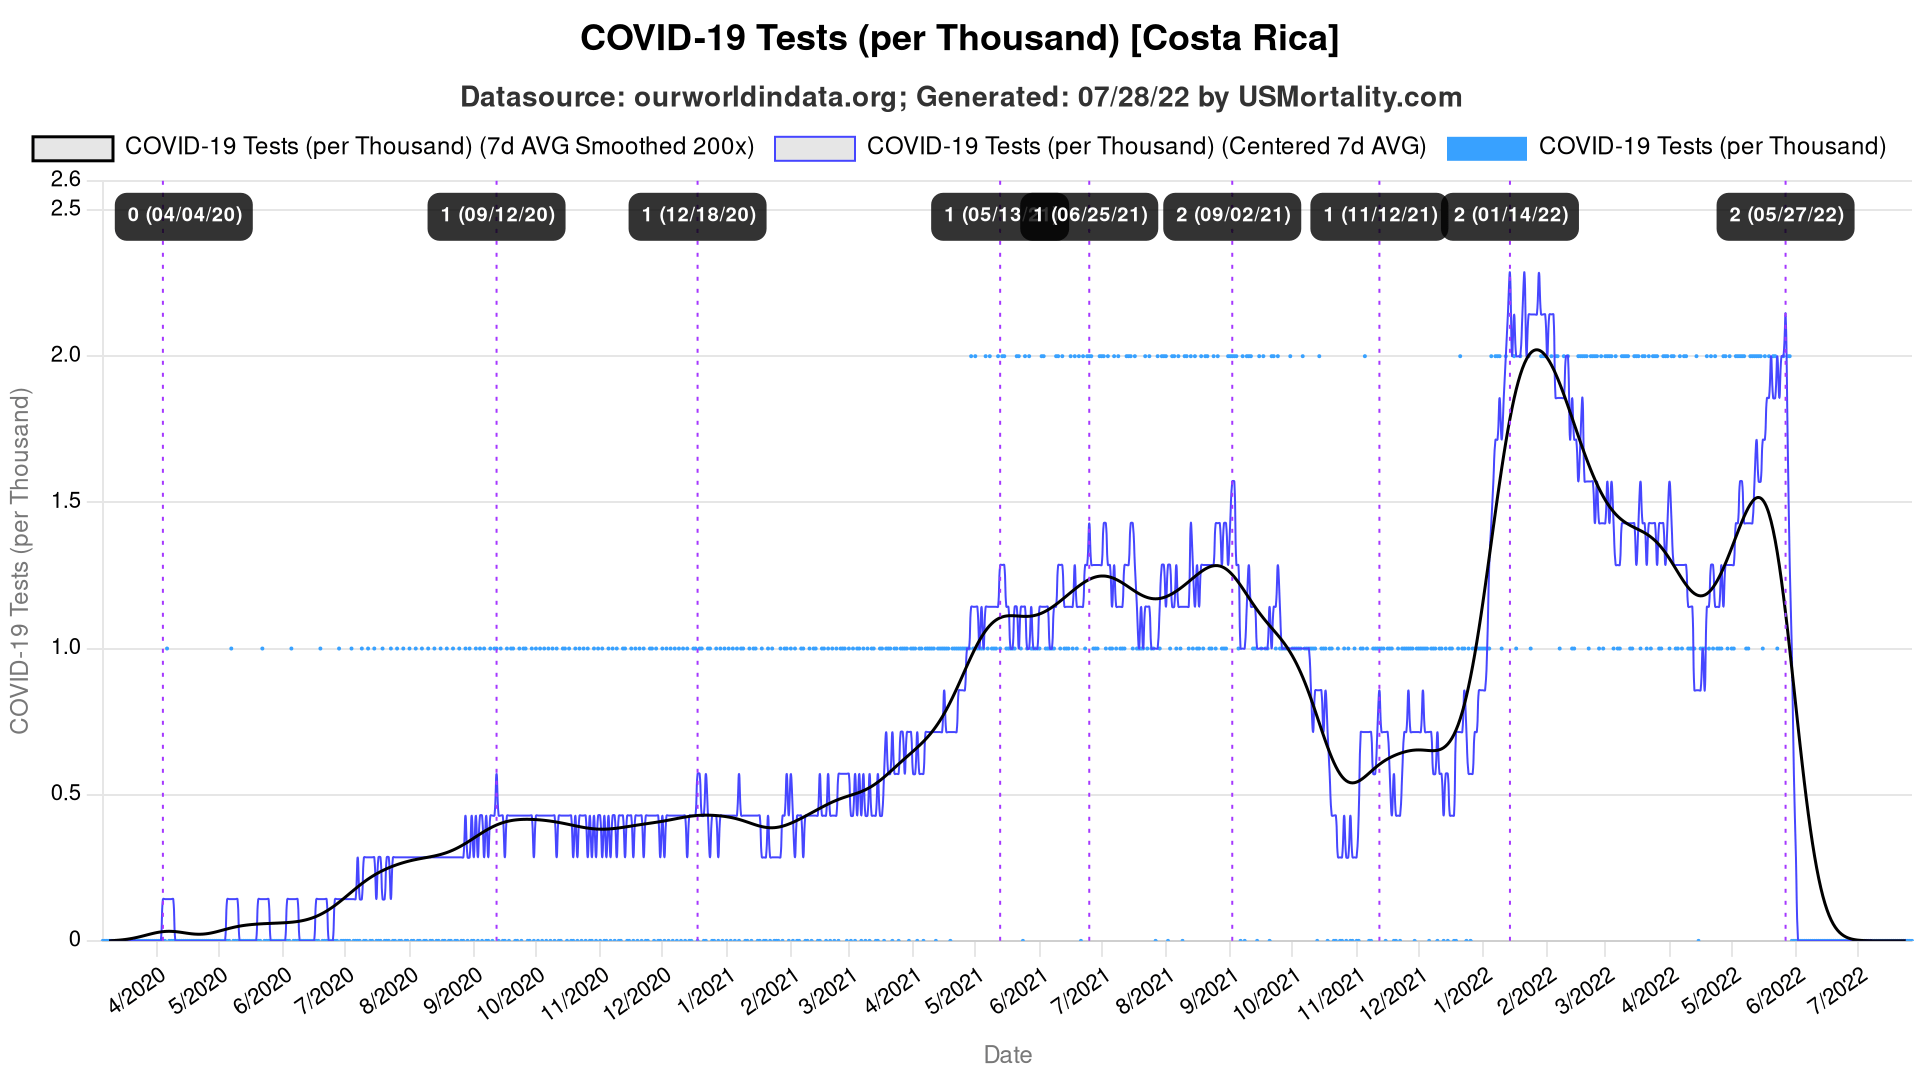 COVID-19 Tests (per Thousand) [Costa Rica]
Datasource: ourworldindata.org; Generated: 07/28/22 by USMortality.com
COVID-19 Tests (per Thousand) (7d AVG Smoothed 200x) COVID-19 Tests (per Thousand) (Centered 7d AVG) COVID-19 Tests (per Thousand)
2.6
2.5
0 (04/04/20) 1 (09/12/20) 1 (12/18/20) 1 (05/13/21) 1 (06/25/21) 2 (09/02/21) 1 (11/12/21) 2 (01/14/22) 2 (05/27/22)
2.0
1.5
1.0
0.5
0
COVID-19 Tests (per Thousand)
4/2020 5/2020 6/2020 7/2020 8/2020 9/2020 10/2020 11/2020 12/2020 1/2021 2/2021 3/2021 4/2021 5/2021 6/2021 7/2021 8/2021 9/2021 10/2021 11/2021 12/2021 1/2022 2/2022 3/2022 4/2022 5/2022 6/2022 7/2022
Date